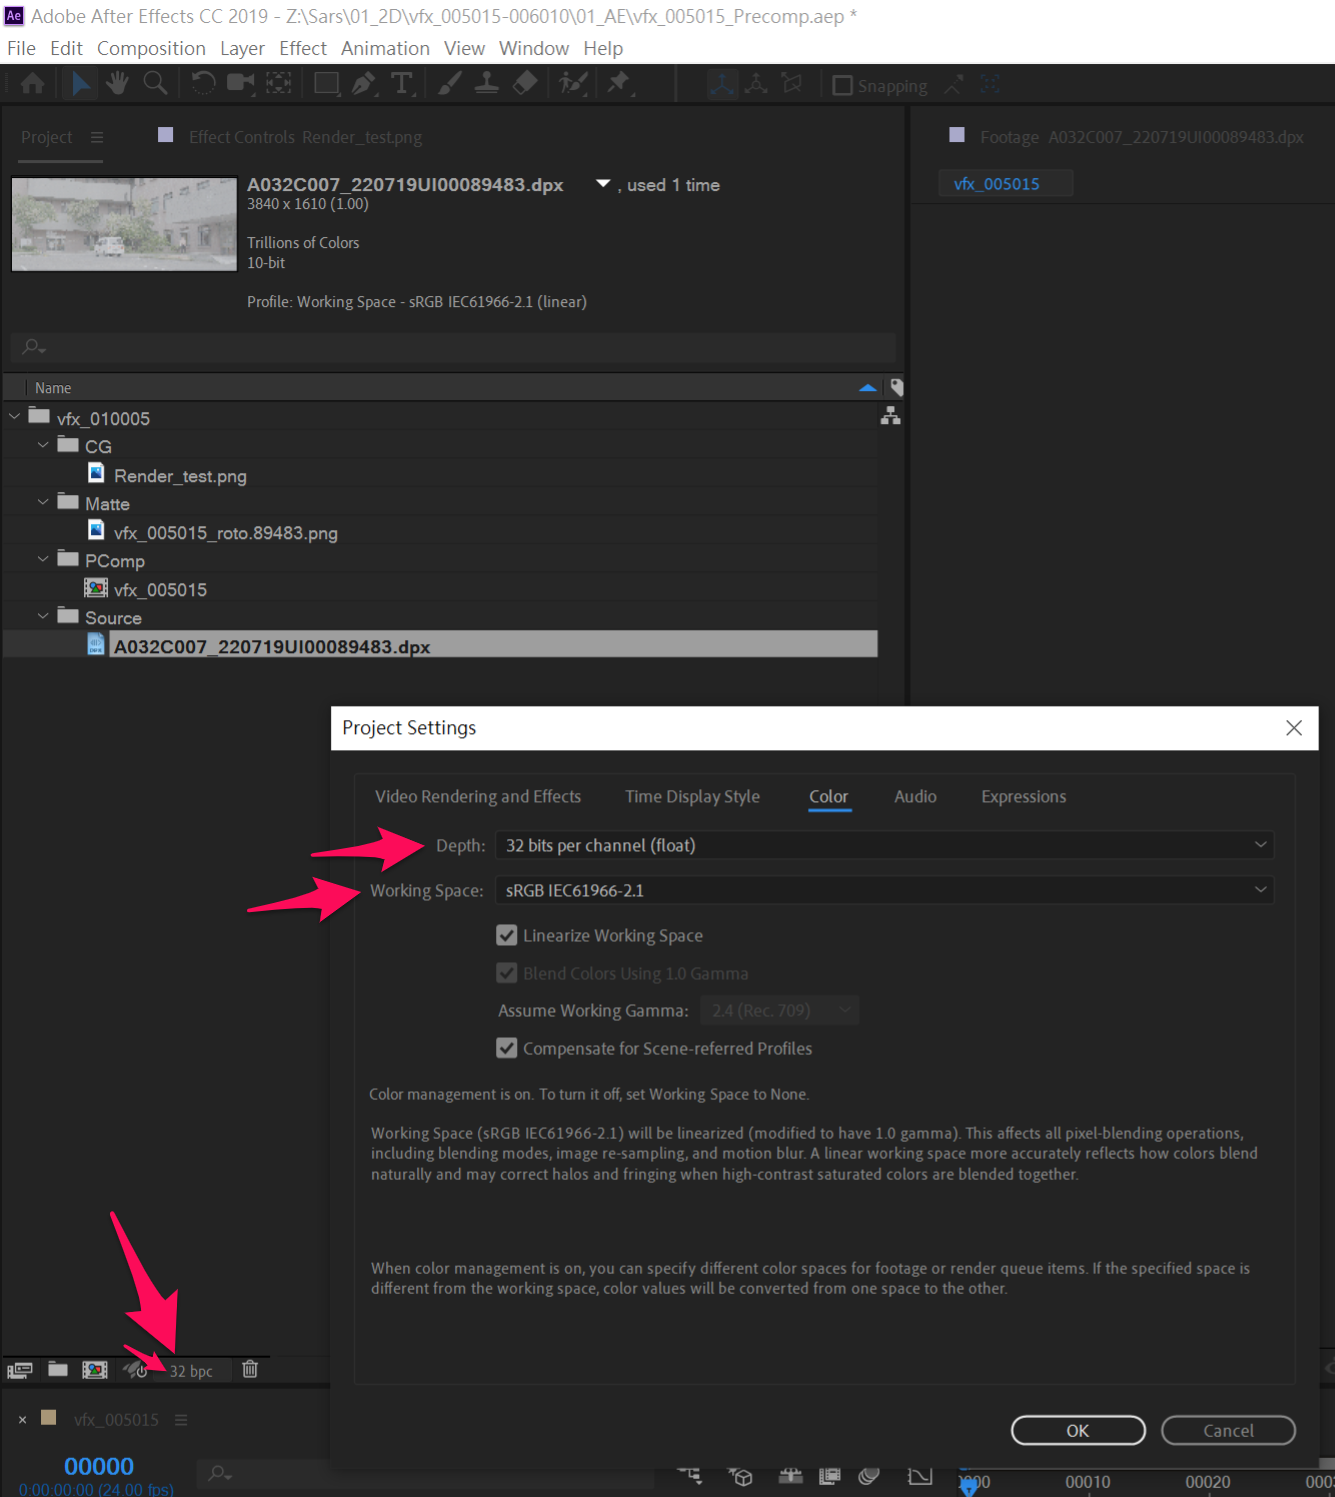 Ae Adobe After Effects CC 2019 - Z:\Sars\01_2D\vfx_005015-006010\01_AE\vfx_005015_Precomp.aep *
File Edit Composition Layer Effect Animation View Window Help
Snapping
Project Effect Controls Render_test.png
Footage A032C007_220719UI00089483.dpx
vfx_005015
A032C007_220719UI00089483.dpx , used 1 time
3840 x 1610 (1.00)
Trillions of Colors
10-bit
Profile: Working Space - sRGB IEC61966-2.1 (linear)
Name
vfx_010005
CG
Render_test.png
Matte
vfx_005015_roto.89483.png
PComp
vfx_005015
Source
A032C007_220719UI00089483.dpx
Project Settings
Video Rendering and Effects Time Display Style Color Audio Expressions
Depth: 32 bits per channel (float)
Working Space: sRGB IEC61966-2.1
Linearize Working Space
Blend Colors Using 1.0 Gamma
Assume Working Gamma: 2.4 (Rec. 709)
Compensate for Scene-referred Profiles
Color management is on. To turn it off, set Working Space to None.
Working Space (sRGB IEC61966-2.1) will be linearized (modified to have 1.0 gamma). This affects all pixel-blending operations,
including blending modes, image re-sampling, and motion blur. A linear working space more accurately reflects how colors blend
naturally and may correct halos and fringing when high-contrast saturated colors are blended together.
When color management is on, you can specify different color spaces for footage or render queue items. If the specified space is
different from the working space, color values will be converted from one space to the other.
32 bpc
OK Cancel
vfx_005015
00000
0:00:00:00 (24.00 fps)
00010 00020